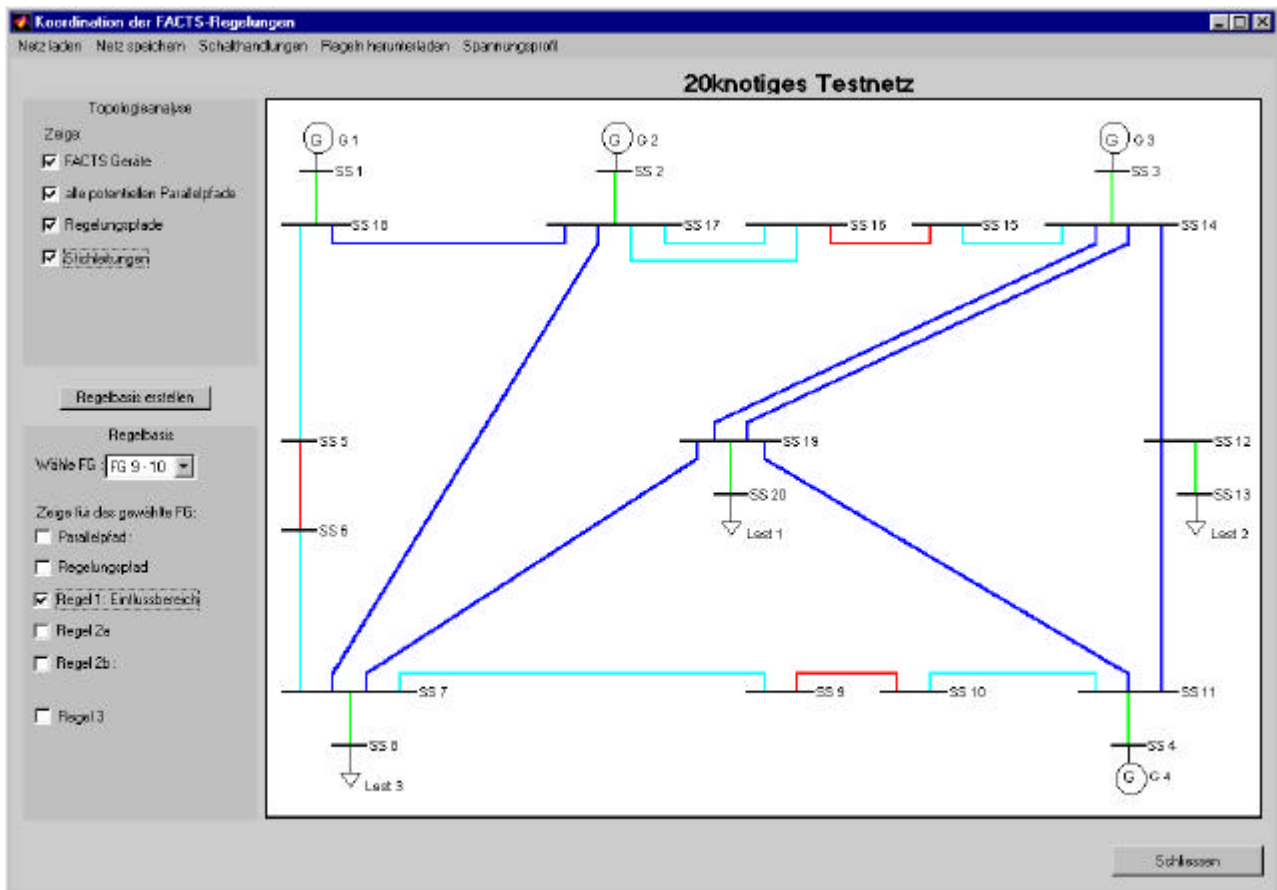 Koordination der FACTS-Regelungen
Netz laden Netz speichern Schalthandlungen Regeln herunterladen Spannungsprofil
20knotiges Testnetz
Topologieanalyse
Zeige:
FACTS Geräte
alle potentiellen Parallelpfade
Regelungspfade
Stichleitungen
Regelbasis erstellen
Regelbasis
Wähle FG : FG 9 - 10
Zeige für das gewählte FG:
Parallelpfad :
Regelungspfad
Regel 1: Einflussbereich
Regel 2a
Regel 2b :
Regel 3
G G 1
G G 2
G G 3
SS 1
SS 2
SS 3
SS 18
SS 17
SS 16
SS 15
SS 14
SS 5
SS 19
SS 12
SS 20
SS 13
SS 6
Last 1
Last 2
SS 7
SS 9
SS 10
SS 11
SS 8
SS 4
Last 3
G G 4
Schliessen